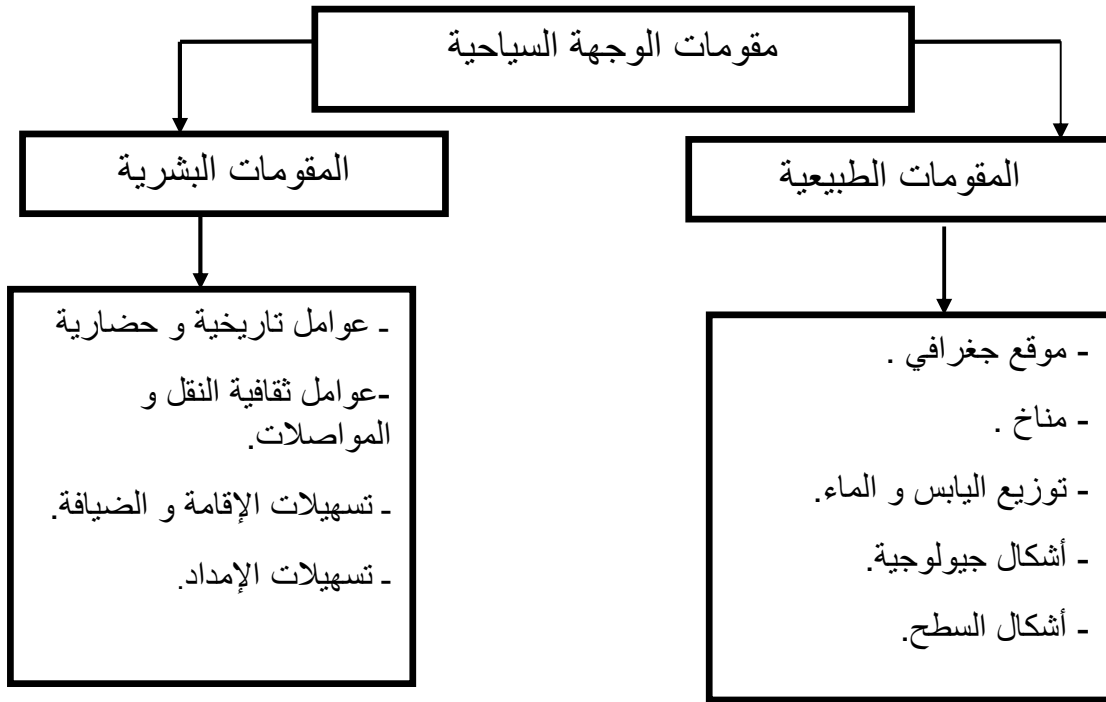 مقومات الوجهة السياحية
المقومات الطبيعية
المقومات البشرية
- موقع جغرافي .
- مناخ .
- توزيع اليابس و الماء.
- أشكال جيولوجية.
- أشكال السطح.
- عوامل تاريخية و حضارية
-عوامل ثقافية النقل و
المواصلات.
- تسهيلات الإقامة و الضيافة.
- تسهيلات الإمداد.